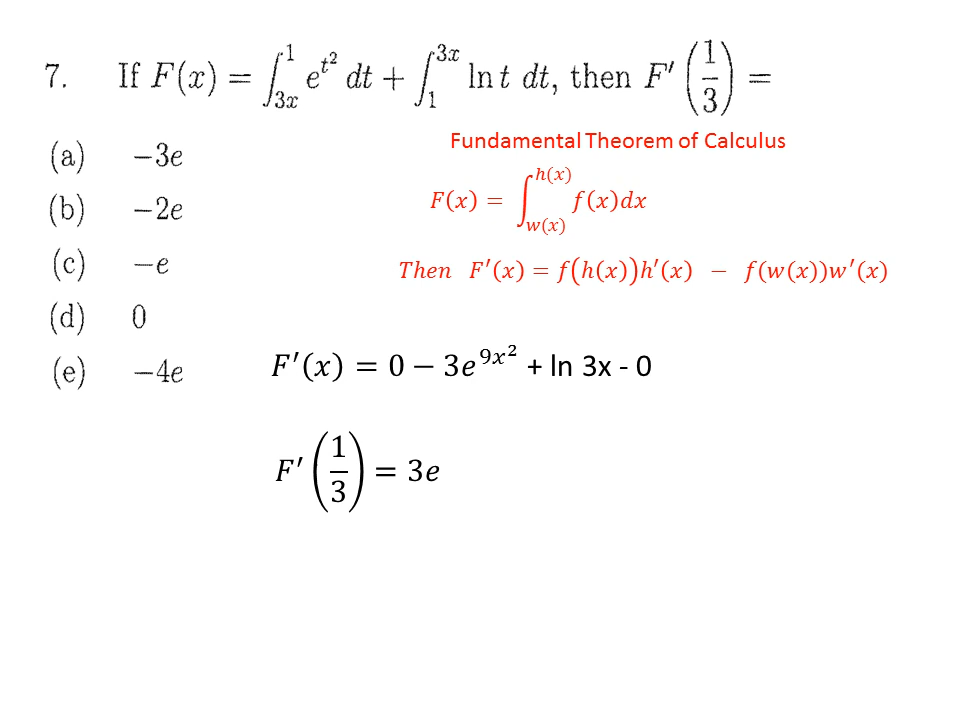 7. If F(x) = ∫_{3x}^{1} e^{t²} dt + ∫_{1}^{3x} ln t dt, then F′(1/3) =
(a) −3e
(b) −2e
(c) −e
(d) 0
(e) −4e
Fundamental Theorem of Calculus
F(x) = ∫_{w(x)}^{h(x)} f(x)dx
Then F′(x) = f(h(x))h′(x) − f(w(x))w′(x)
F′(x) = 0 − 3e^{9x²} + ln 3x - 0
F′(1/3) = 3e